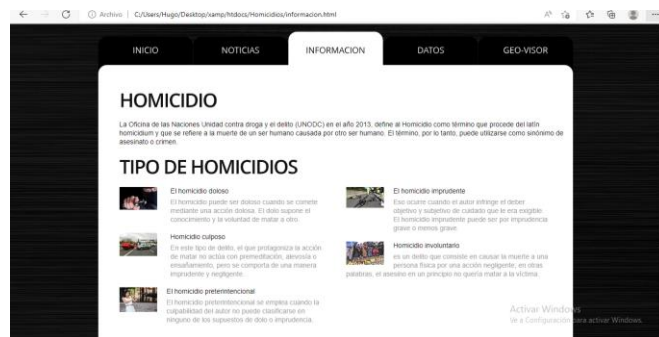 Archivo | C:/Users/Hugo/Desktop/xamp/htdocs/Homicidios/informacion.html
INICIO NOTICIAS INFORMACION DATOS GEO-VISOR
HOMICIDIO
La Oficina de las Naciones Unidad contra droga y el delito (UNODC) en el año 2013, define al Homicidio como término que procede del latín
homicidium y que se refiere a la muerte de un ser humano causada por otro ser humano. El término, por lo tanto, puede utilizarse como sinónimo de
asesinato o crimen.
TIPO DE HOMICIDIOS
El homicidio doloso
El homicidio puede ser doloso cuando se comete
mediante una acción dolosa. El dolo supone el
conocimiento y la voluntad de matar a otro.
Homicidio culposo
En este tipo de delito, el que protagoniza la acción
de matar no actúa con premeditación, alevosía o
ensañamiento, pero se comporta de una manera
imprudente y negligente.
El homicidio preterintencional
El homicidio preterintencional se emplea cuando la
culpabilidad del autor no puede clasificarse en
ninguno de los supuestos de dolo o imprudencia.
El homicidio imprudente
Eso ocurre cuando el autor infringe el deber
objetivo y subjetivo de cuidado que le era exigible.
El homicidio imprudente puede ser por imprudencia
grave o menos grave.
Homicidio involuntario
es un delito que consiste en causar la muerte a una
persona física por una acción negligente, en otras
palabras, el asesino en un principio no quería matar a la víctima.
Activar Windows
Ve a Configuración para activar Windows.